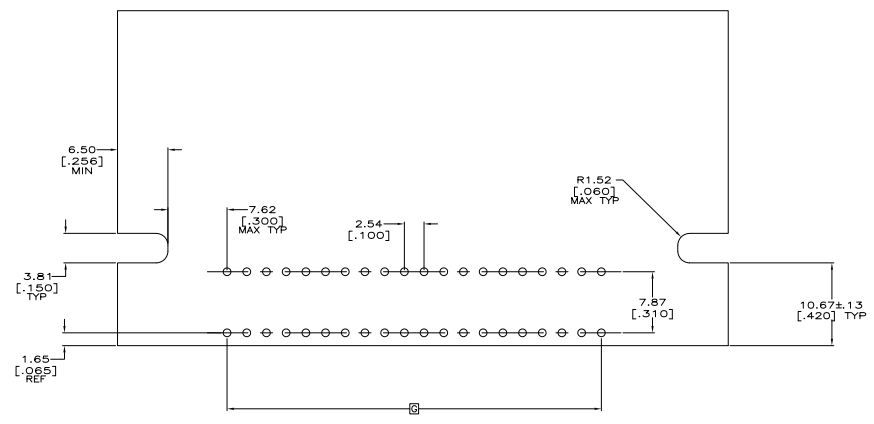 6.50
[.256]
MIN
7.62
[.300]
MAX TYP
2.54
[.100]
R1.52
[.060]
MAX TYP
3.81
[.150]
TYP
7.87
[.310]
10.67±.13
[.420] TYP
1.65
[.065]
REF
G